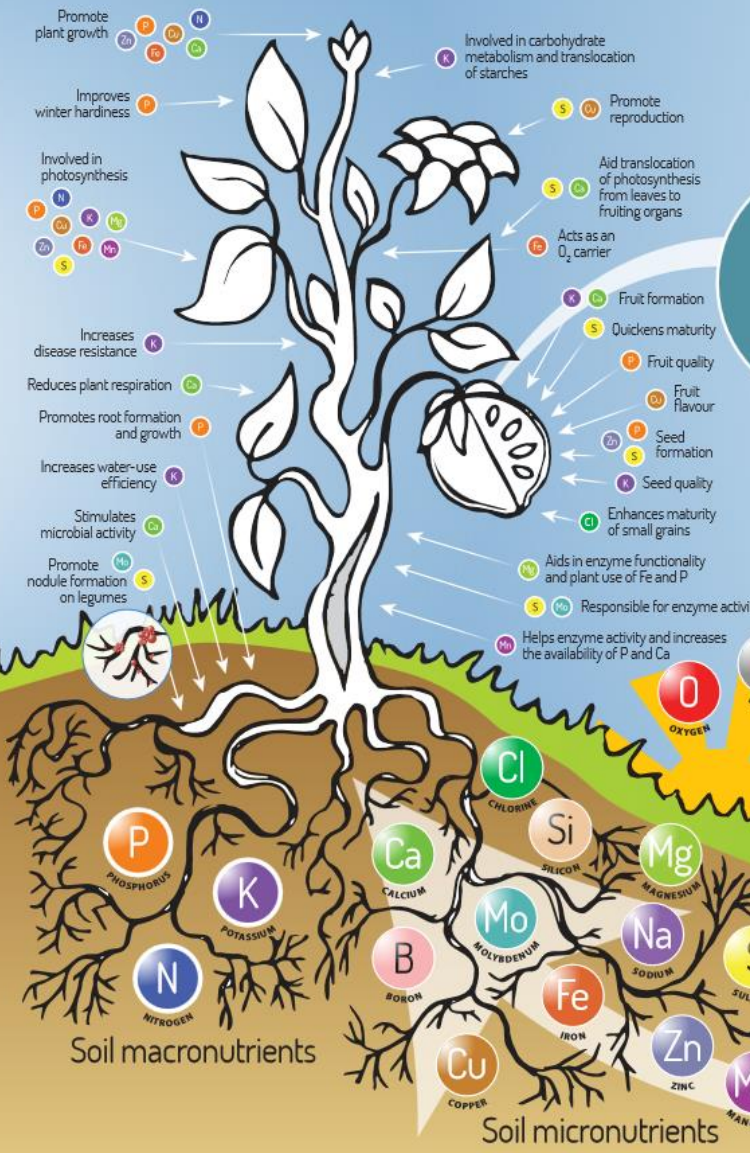 Promote
plant growth
P
N
Zn
Cu
Fe
Ca
K
Involved in carbohydrate
metabolism and translocation
of starches
Improves
winter hardiness
P
S
Cu
Promote
reproduction
Involved in
photosynthesis
N
P
Cu
K
Mg
Zn
Fe
Mn
S
S
Ca
Aid translocation
of photosynthesis
from leaves to
fruiting organs
Fe
Acts as an
O₂ carrier
K
Ca
Fruit formation
S
Quickens maturity
P
Fruit quality
Cu
Fruit
flavour
Zn
P
S
Seed
formation
K
Seed quality
Cl
Enhances maturity
of small grains
Increases
disease resistance
K
Reduces plant respiration
Ca
Promotes root formation
and growth
P
Increases water-use
efficiency
K
Stimulates
microbial activity
Ca
Promote
nodule formation
on legumes
Mo
S
Mg
Aids in enzyme functionality
and plant use of Fe and P
S
Mo
Responsible for enzyme activi
Mn
Helps enzyme activity and increases
the availability of P and Ca
O
OXYGEN
Cl
CHLORINE
Si
SILICON
P
PHOSPHORUS
Ca
CALCIUM
Mg
MAGNESIUM
K
POTASSIUM
Mo
MOLYBDENUM
Na
SODIUM
B
BORON
S
SUL
N
NITROGEN
Fe
IRON
Soil macronutrients
Cu
COPPER
Zn
ZINC
M
MAN
Soil micronutrients